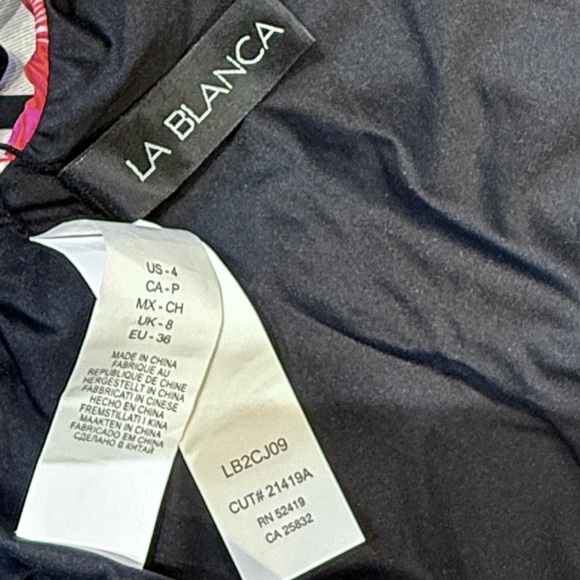 LA BLANCA
US - 4
CA - P
MX - CH
UK - 8
EU - 36
MADE IN CHINA
FABRIQUE AU
REPUBLIQUE DE CHINE
HERGESTELLT IN CHINA
FABBRICATI IN CINESE
HECHO EN CHINA
FREMSTILLATI I KINA
MAAKTEN IN CHINA
FABRICADO EM CHINA
СДЕЛАНО В КИТАЙ
LB2CJ09
CUT# 21419A
RN 52419
CA 25832